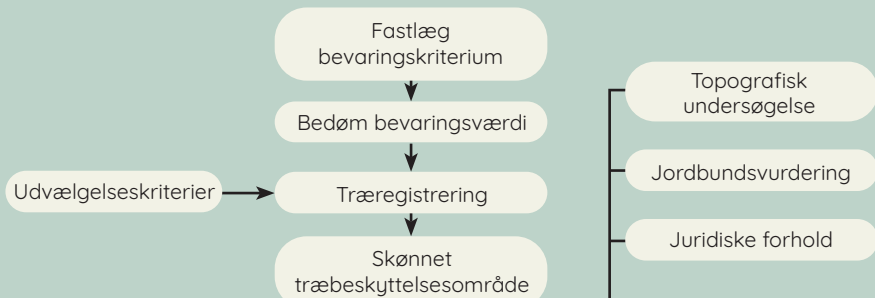 Fastlæg
bevaringskriterium
Bedøm bevaringsværdi
Udvælgelseskriterier
Træregistrering
Skønnet
træbeskyttelsesområde
Topografisk
undersøgelse
Jordbundsvurdering
Juridiske forhold